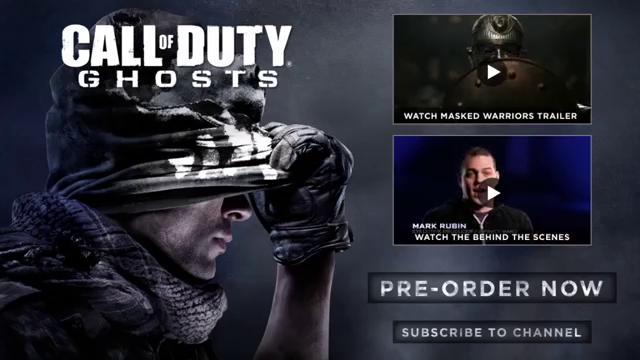 CALL OF DUTY
GHOSTS
WATCH MASKED WARRIORS TRAILER
MARK RUBIN
WATCH THE BEHIND THE SCENES
PRE-ORDER NOW
SUBSCRIBE TO CHANNEL